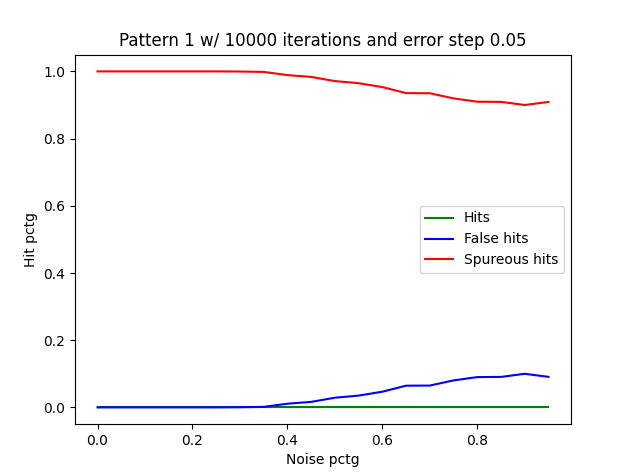 Pattern 1 w/ 10000 iterations and error step 0.05
1.0
0.8
0.6
0.4
0.2
0.0
Hit pctg
Hits
False hits
Spureous hits
0.0 0.2 0.4 0.6 0.8
Noise pctg